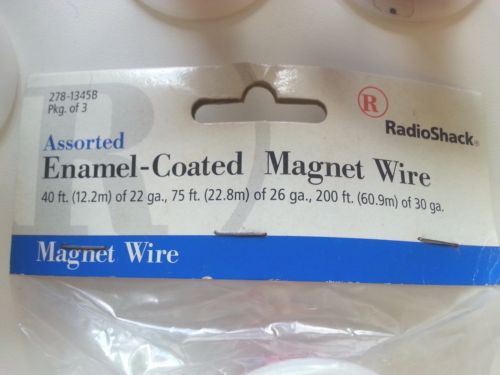 278-1345B
Pkg. of 3
R
RadioShack®
Assorted
Enamel-Coated Magnet Wire
40 ft. (12.2m) of 22 ga., 75 ft. (22.8m) of 26 ga., 200 ft. (60.9m) of 30 ga.
Magnet Wire